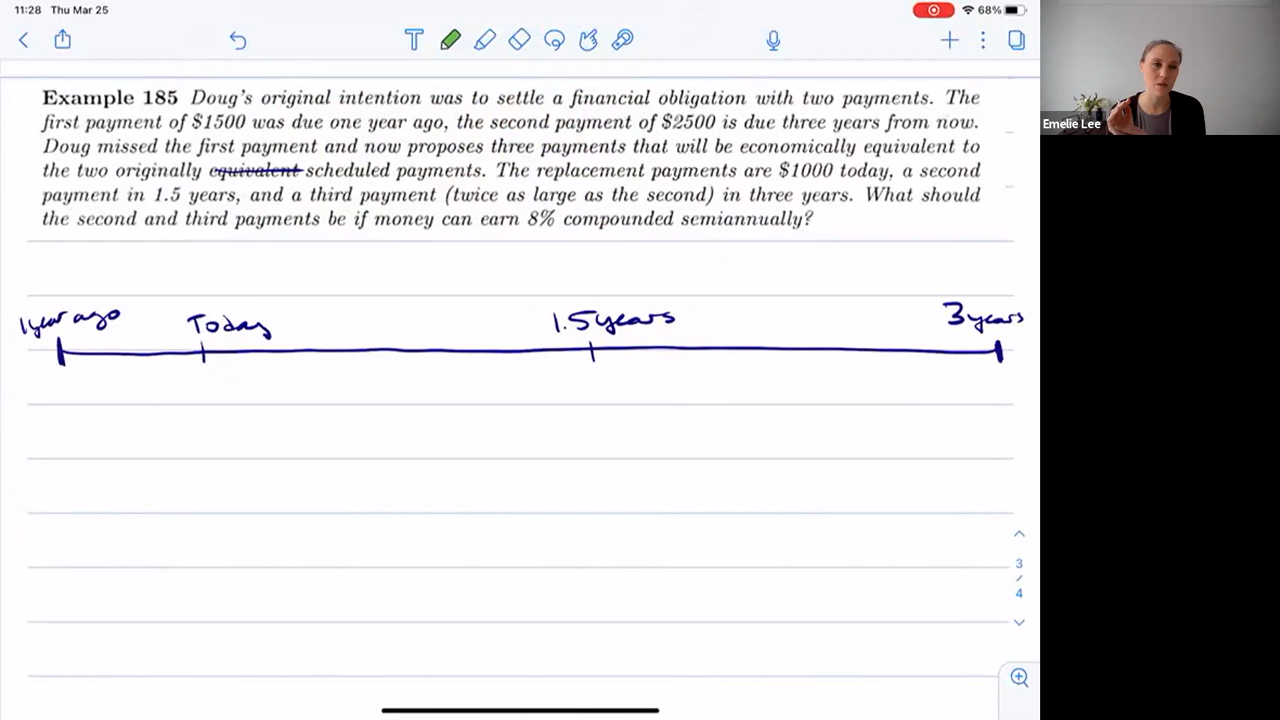 11:28 Thu Mar 25
68%
Example 185 Doug's original intention was to settle a financial obligation with two payments. The
first payment of $1500 was due one year ago, the second payment of $2500 is due three years from now.
Doug missed the first payment and now proposes three payments that will be economically equivalent to
the two originally equivalent scheduled payments. The replacement payments are $1000 today, a second
payment in 1.5 years, and a third payment (twice as large as the second) in three years. What should
the second and third payments be if money can earn 8% compounded semiannually?
1 year ago Today 1.5 years 3 years
3
/
4
Emelie Lee